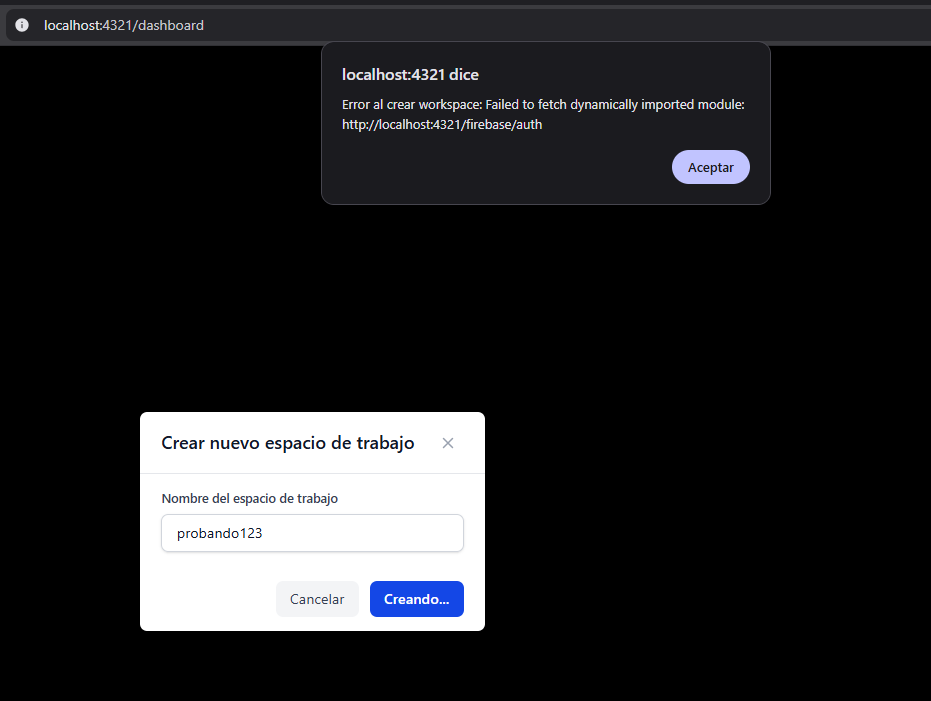 localhost:4321/dashboard
localhost:4321 dice
Error al crear workspace: Failed to fetch dynamically imported module:
http://localhost:4321/firebase/auth
Aceptar
Crear nuevo espacio de trabajo
Nombre del espacio de trabajo
probando123
Cancelar
Creando...